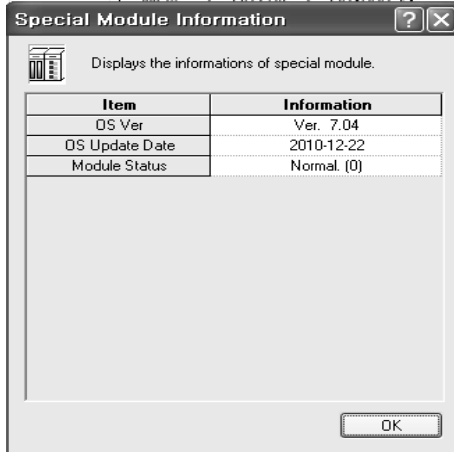 Special Module Information
Displays the informations of special module.
Item Information
OS Ver Ver. 7.04
OS Update Date 2010-12-22
Module Status Normal. (0)
OK